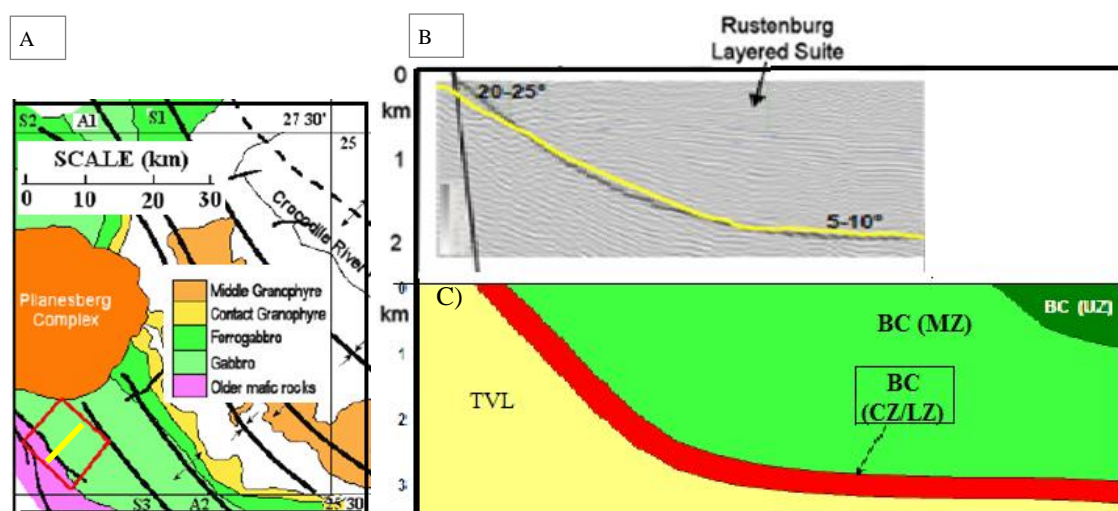 A
S2
A1
S1
27 30'
25
SCALE (km)
0 10 20 30
Crocodile River
Pilanesberg
Complex
Middle Granophyre
Contact Granophyre
Ferrogabbro
Gabbro
Older mafic rocks
S3
A2
25 30
B
Rustenburg
Layered Suite
0
km
1
2
20-25°
5-10°
C)
0
km
1
2
3
BC (UZ)
BC (MZ)
BC
(CZ/LZ)
TVL